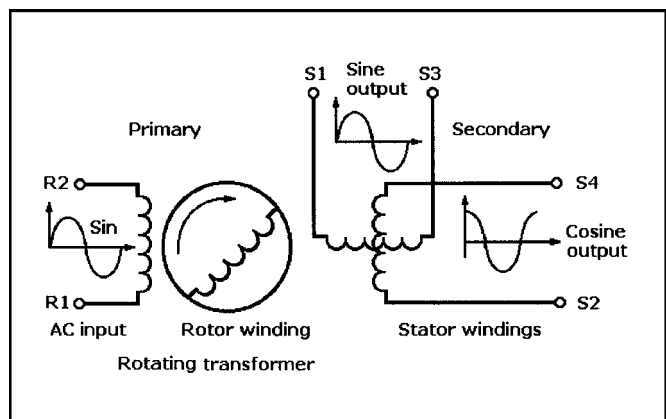 S1
Sine
output
S3
Primary
Secondary
R2
Sin
S4
Cosine
output
R1
S2
AC input
Rotor winding
Stator windings
Rotating transformer